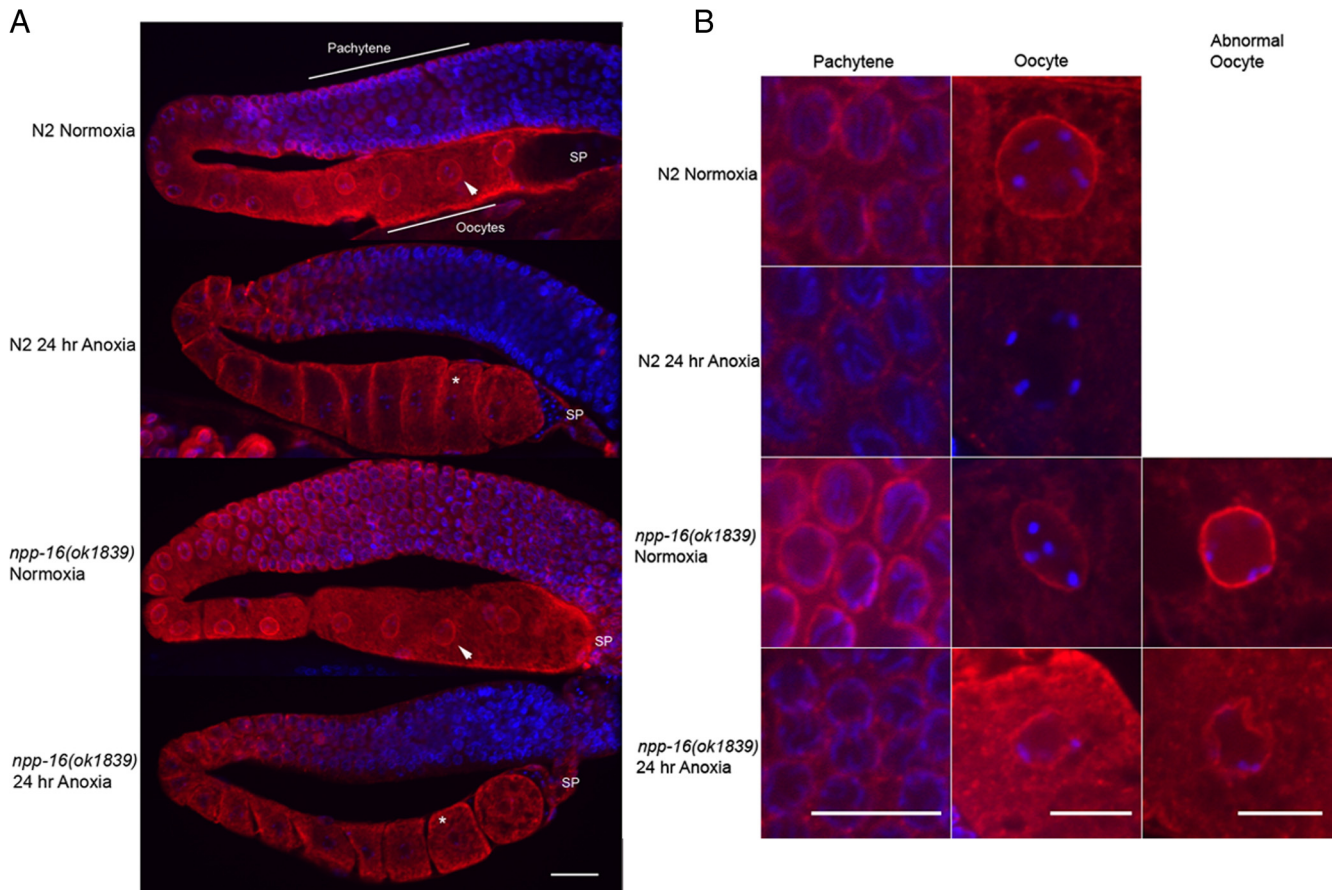 A
N2 Normoxia
Pachytene
SP
Oocytes
N2 24 hr Anoxia
*
SP
npp-16(ok1839)
Normoxia
SP
npp-16(ok1839)
24 hr Anoxia
*
SP
B
Pachytene
Oocyte
Abnormal
Oocyte
N2 Normoxia
N2 24 hr Anoxia
npp-16(ok1839)
Normoxia
npp-16(ok1839)
24 hr Anoxia